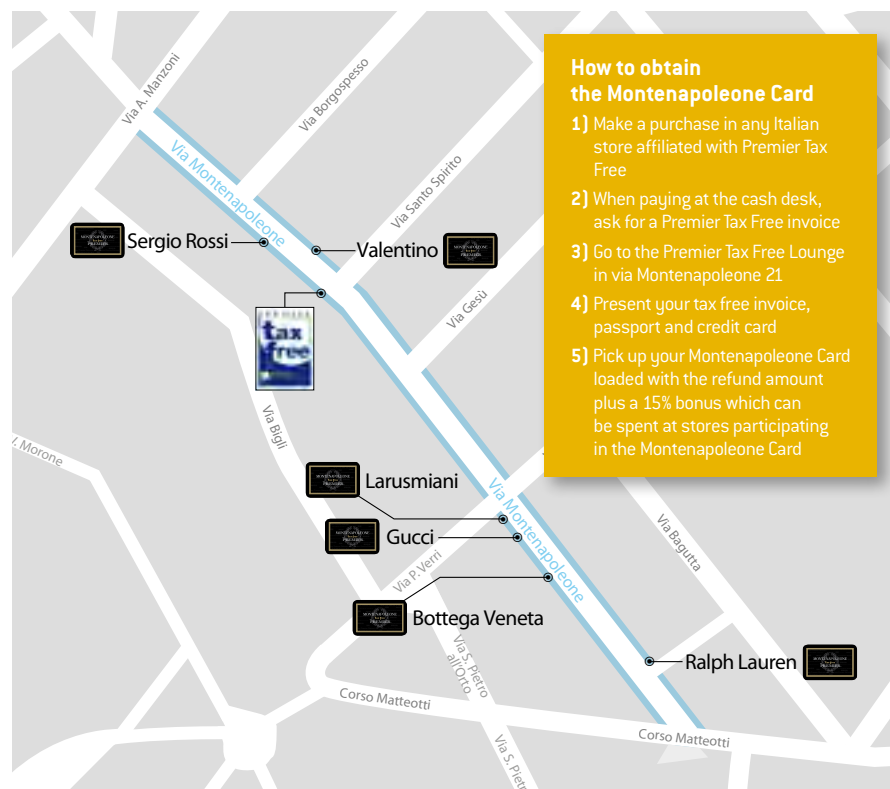 How to obtain
the Montenapoleone Card
1) Make a purchase in any Italian
store affiliated with Premier Tax
Free
2) When paying at the cash desk,
ask for a Premier Tax Free invoice
3) Go to the Premier Tax Free Lounge
in via Montenapoleone 21
4) Present your tax free invoice,
passport and credit card
5) Pick up your Montenapoleone Card
loaded with the refund amount
plus a 15% bonus which can
be spent at stores participating
in the Montenapoleone Card
Via A. Manzoni
Via Borgospesso
Via Montenapoleone
Via Santo Spirito
Sergio Rossi
Valentino
Via Gesù
tax
free
Via Bigli
Morone
Larusmiani
Via Montenapoleone
Gucci
Via Bagutta
Via P. Verri
Bottega Veneta
Via S. Pietro
all'Orto
Ralph Lauren
Corso Matteotti
Corso Matteotti
Via S. Pietr